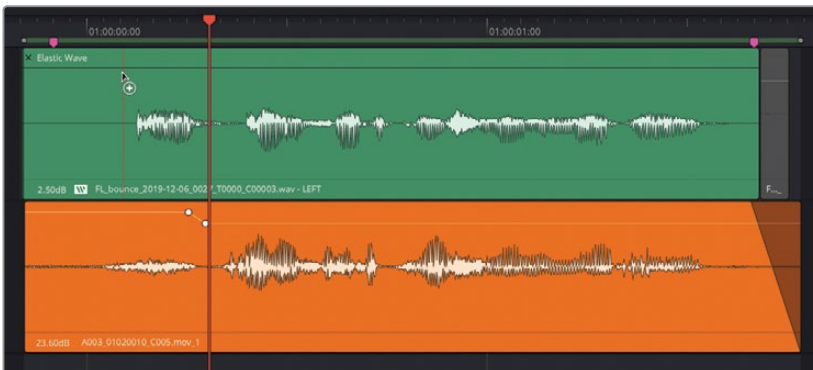 01:00:00:00
01:00:01:00
× Elastic Wave
2.50dB W FL_bounce_2019-12-06_0027_T0000_C00003.wav - LEFT
F..._
23.60dB A003_01020010_C005.mov_1